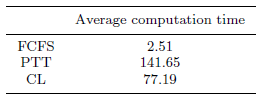 Average computation time
FCFS 2.51
PTT 141.65
CL 77.19